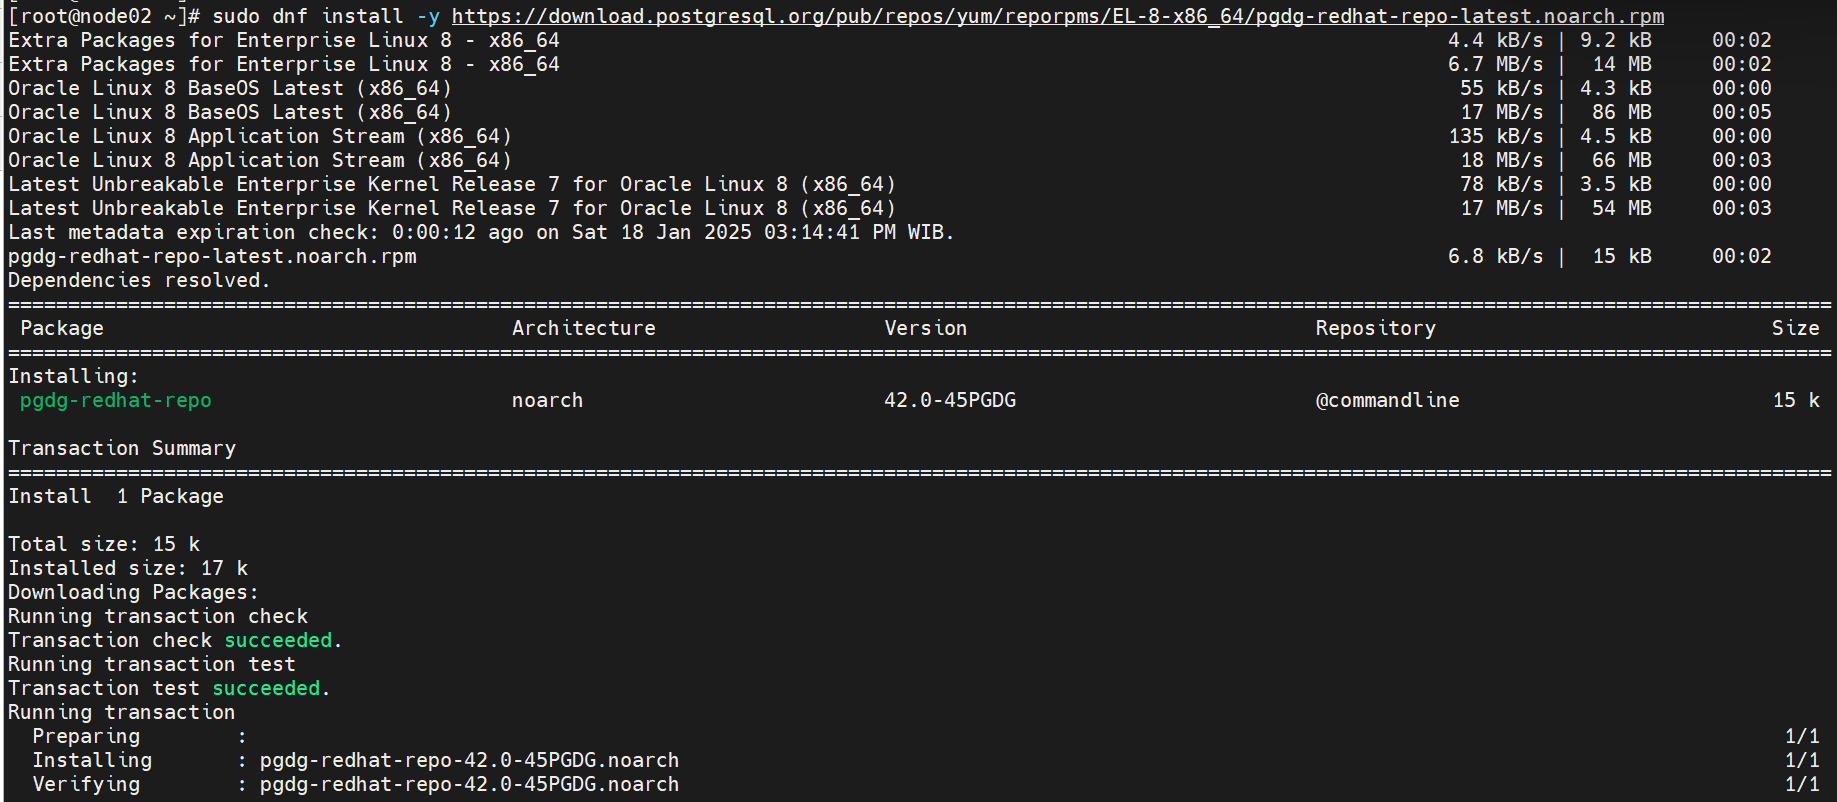 [root@node02 ~]# sudo dnf install -y https://download.postgresql.org/pub/repos/yum/reporpms/EL-8-x86_64/pgdg-redhat-repo-latest.noarch.rpm
Extra Packages for Enterprise Linux 8 - x86_64 4.4 kB/s | 9.2 kB 00:02
Extra Packages for Enterprise Linux 8 - x86_64 6.7 MB/s | 14 MB 00:02
Oracle Linux 8 BaseOS Latest (x86_64) 55 kB/s | 4.3 kB 00:00
Oracle Linux 8 BaseOS Latest (x86_64) 17 MB/s | 86 MB 00:05
Oracle Linux 8 Application Stream (x86_64) 135 kB/s | 4.5 kB 00:00
Oracle Linux 8 Application Stream (x86_64) 18 MB/s | 66 MB 00:03
Latest Unbreakable Enterprise Kernel Release 7 for Oracle Linux 8 (x86_64) 78 kB/s | 3.5 kB 00:00
Latest Unbreakable Enterprise Kernel Release 7 for Oracle Linux 8 (x86_64) 17 MB/s | 54 MB 00:03
Last metadata expiration check: 0:00:12 ago on Sat 18 Jan 2025 03:14:41 PM WIB.
pgdg-redhat-repo-latest.noarch.rpm 6.8 kB/s | 15 kB 00:02
Dependencies resolved.
================================================================================
Package Architecture Version Repository Size
================================================================================
Installing:
pgdg-redhat-repo noarch 42.0-45PGDG @commandline 15 k
Transaction Summary
================================================================================
Install 1 Package
Total size: 15 k
Installed size: 17 k
Downloading Packages:
Running transaction check
Transaction check succeeded.
Running transaction test
Transaction test succeeded.
Running transaction
Preparing : 1/1
Installing : pgdg-redhat-repo-42.0-45PGDG.noarch 1/1
Verifying : pgdg-redhat-repo-42.0-45PGDG.noarch 1/1